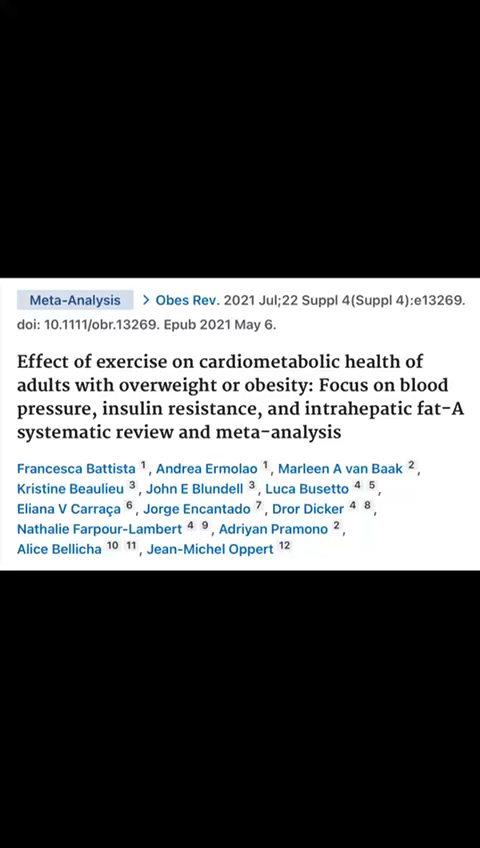 Meta-Analysis > Obes Rev. 2021 Jul;22 Suppl 4(Suppl 4):e13269.
doi: 10.1111/obr.13269. Epub 2021 May 6.
Effect of exercise on cardiometabolic health of
adults with overweight or obesity: Focus on blood
pressure, insulin resistance, and intrahepatic fat-A
systematic review and meta-analysis
Francesca Battista 1, Andrea Ermolao 1, Marleen A van Baak 2,
Kristine Beaulieu 3, John E Blundell 3, Luca Busetto 4 5,
Eliana V Carraça 6, Jorge Encantado 7, Dror Dicker 4 8,
Nathalie Farpour-Lambert 4 9, Adriyan Pramono 2,
Alice Bellicha 10 11, Jean-Michel Oppert 12